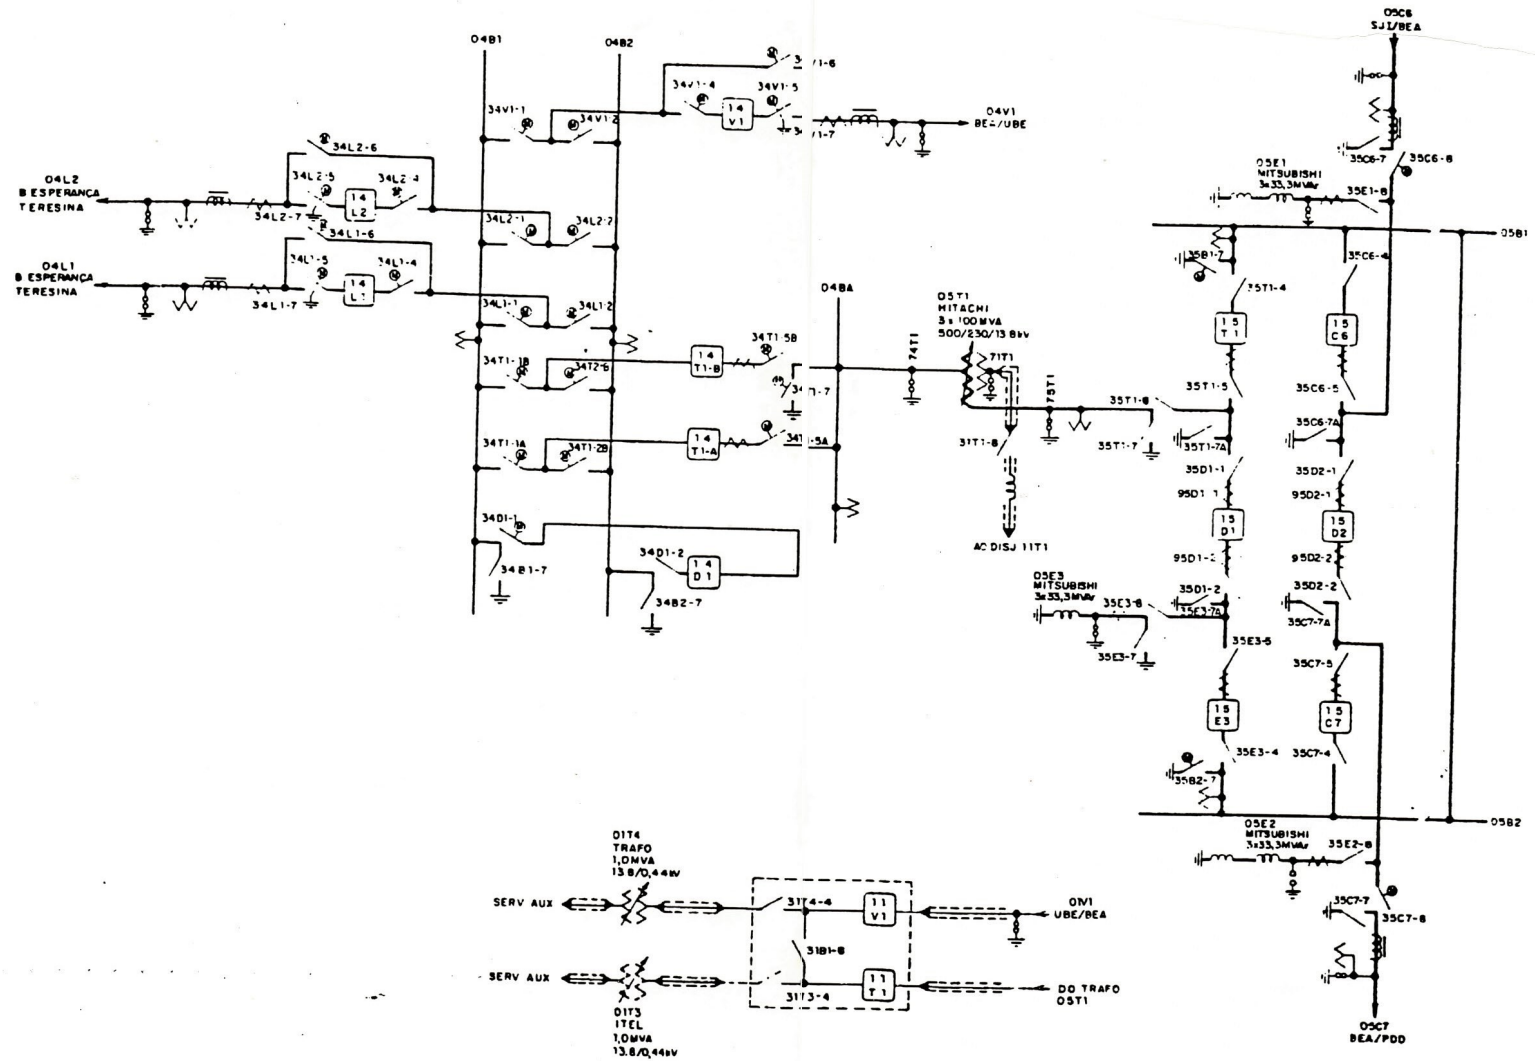 05C6
SJI/BEA
04B1
04B2
34V1-4
34V1-5
34V1-1
34V1-2
14
V1
04V1
BEA/UBE
35C6-7
35C6-8
34L2-6
05E1
MITSUBISHI
3x33,3MVAr
35E1-8
04L2
B ESPERANÇA
TERESINA
34L2-5
34L2-4
14
L2
34L2-7
34L1-6
34L2-1
34L2-2
05B1
04L1
B ESPERANÇA
TERESINA
34L1-5
34L1-4
14
L1
34L1-7
34L1-1
34L1-2
35B1-7
35C6-4
35T1-4
04BA
05T1
HITACHI
3x100MVA
500/230/13.8kV
15
T1
15
C6
34T1-1B
34T2-B
14
T1-B
34T1-5B
74T1
71T1
75T1
35T1-5
35C6-5
35T1-8
35T1-7
35T1-7A
35C6-7A
34T1-1A
34T1-2B
14
T1-A
34T1-5A
31T1-8
35D1-1
35D2-1
95D1-1
95D2-1
15
D1
15
D2
34D1-1
34D1-2
14
D1
34B1-7
34B2-7
AC DISJ 11T1
95D1-2
95D2-2
05E3
MITSUBISHI
3x33,3MVAr
35E3-8
35D1-2
35E3-7A
35D2-2
35C7-7A
35E3-7
35E3-5
35C7-5
15
E3
15
C7
35E3-4
35C7-4
35B2-7
05B2
05E2
MITSUBISHI
3x33,3MVAr
35E2-8
35C7-7
35C7-8
01T4
TRAFO
1,0MVA
13.8/0,44kV
SERV AUX
31T4-4
11
V1
01V1
UBE/BEA
31B1-8
SERV AUX
31T3-4
11
T1
DO TRAFO
05T1
01T3
ITEL
1,0MVA
13.8/0,44kV
05C7
BEA/PDD